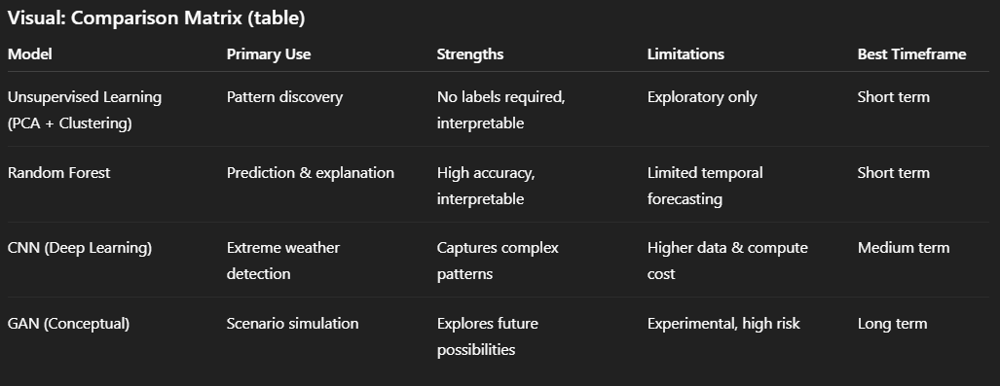 Visual: Comparison Matrix (table)
Model Primary Use Strengths Limitations Best Timeframe
Unsupervised Learning Pattern discovery No labels required, Exploratory only Short term
(PCA + Clustering) interpretable
Random Forest Prediction & explanation High accuracy, Limited temporal Short term
interpretable forecasting
CNN (Deep Learning) Extreme weather Captures complex Higher data & compute Medium term
detection patterns cost
GAN (Conceptual) Scenario simulation Explores future Experimental, high risk Long term
possibilities